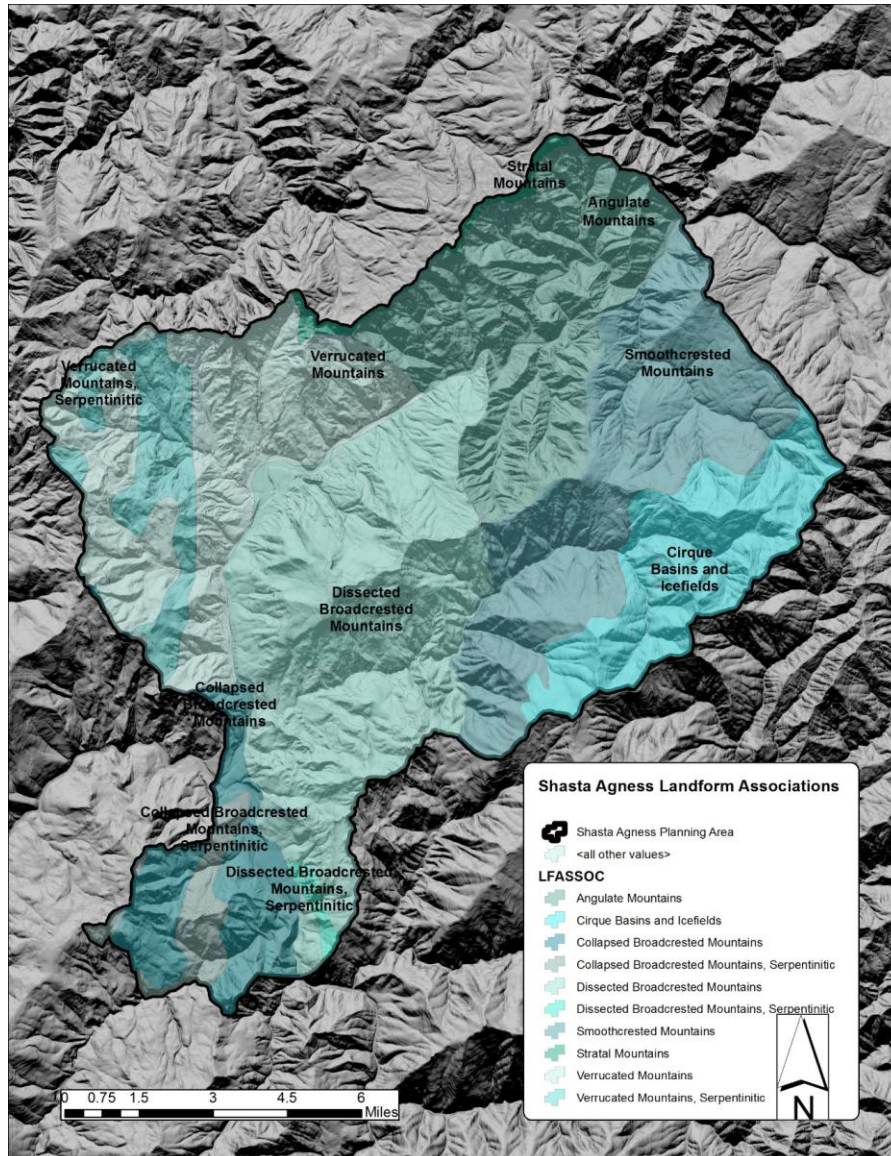 Stratal
Mountains
Angulate
Mountains
Verrucated
Mountains
Smoothcrested
Mountains
Verrucated
Mountains,
Serpentinitic
Cirque
Basins and
Icefields
Dissected
Broadcrested
Mountains
Collapsed
Broadcrested
Mountains
Collapsed Broadcrested
Mountains,
Serpentinitic
Dissected Broadcrested
Mountains,
Serpentinitic
Shasta Agness Landform Associations
Shasta Agness Planning Area
<all other values>
LFASSOC
Angulate Mountains
Cirque Basins and Icefields
Collapsed Broadcrested Mountains
Collapsed Broadcrested Mountains, Serpentinitic
Dissected Broadcrested Mountains
Dissected Broadcrested Mountains, Serpentinitic
Smoothcrested Mountains
Stratal Mountains
Verrucated Mountains
Verrucated Mountains, Serpentinitic
N
0 0.75 1.5 3 4.5 6
Miles